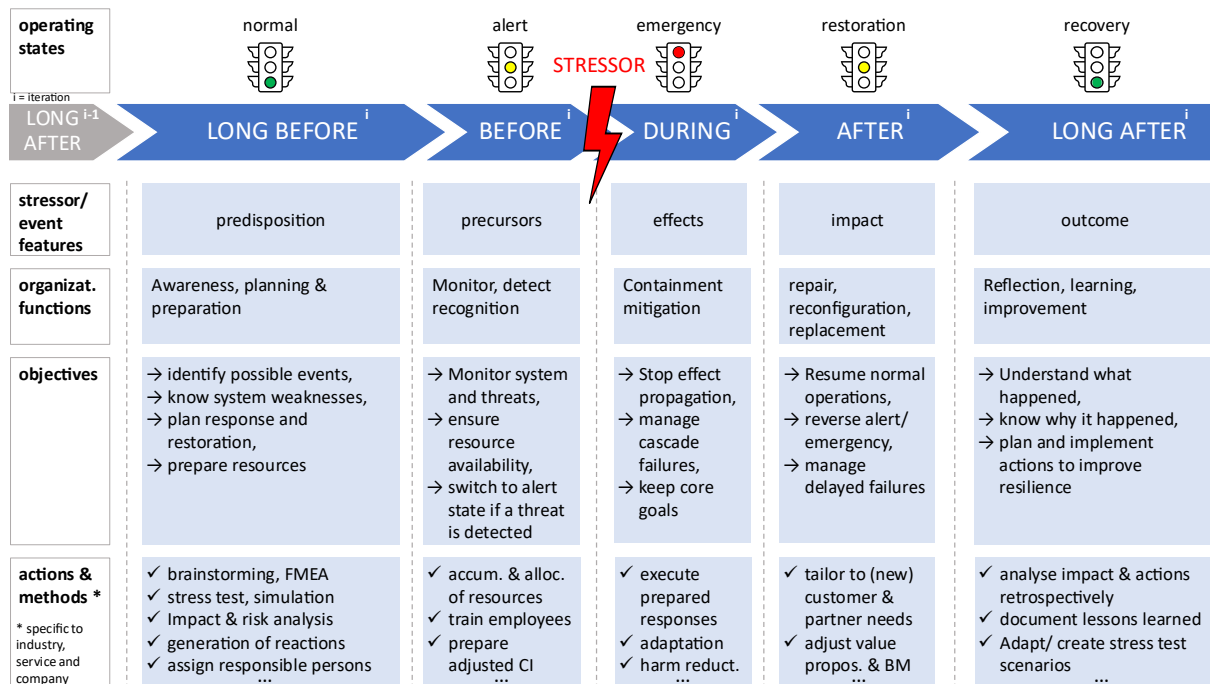 operating
states
normal
alert
emergency
restoration
recovery
STRESSOR
i = iteration
LONG i-1
AFTER
LONG BEFORE i
BEFORE i
DURING i
AFTER i
LONG AFTER i
stressor/
event
features
predisposition
precursors
effects
impact
outcome
organizat.
functions
Awareness, planning &
preparation
Monitor, detect
recognition
Containment
mitigation
repair,
reconfiguration,
replacement
Reflection, learning,
improvement
objectives
→ identify possible events,
→ know system weaknesses,
→ plan response and
restoration,
→ prepare resources
→ Monitor system
and threats,
→ ensure
resource
availability,
→ switch to alert
state if a threat
is detected
→ Stop effect
propagation,
→ manage
cascade
failures,
→ keep core
goals
→ Resume normal
operations,
→ reverse alert/
emergency,
→ manage
delayed failures
→ Understand what
happened,
→ know why it happened,
→ plan and implement
actions to improve
resilience
actions &
methods *
* specific to
industry,
service and
company
✓ brainstorming, FMEA
✓ stress test, simulation
✓ Impact & risk analysis
✓ generation of reactions
✓ assign responsible persons
...
✓ accum. & alloc.
of resources
✓ train employees
✓ prepare
adjusted CI
...
✓ execute
prepared
responses
✓ adaptation
✓ harm reduct.
...
✓ tailor to (new)
customer &
partner needs
✓ adjust value
propos. & BM
...
✓ analyse impact & actions
retrospectively
✓ document lessons learned
✓ Adapt/ create stress test
scenarios
...